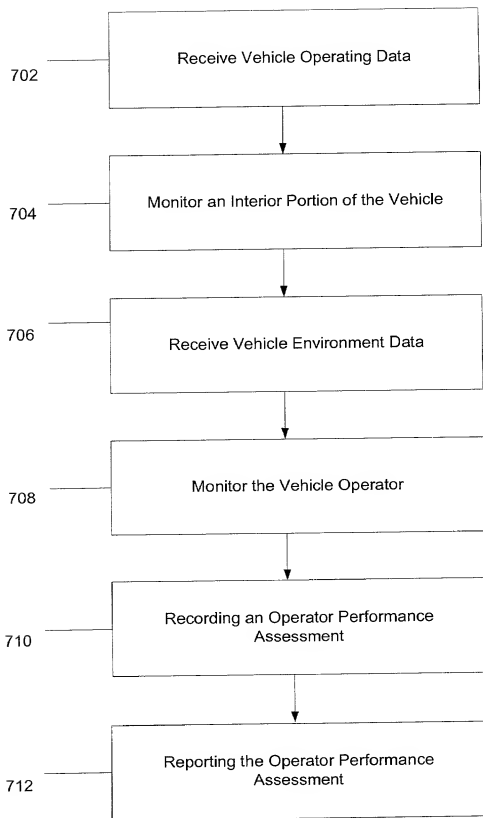 Receive Vehicle Operating Data
702
Monitor an Interior Portion of the Vehicle
704
Receive Vehicle Environment Data
706
Monitor the Vehicle Operator
708
Recording an Operator Performance
Assessment
710
Reporting the Operator Performance
Assessment
712